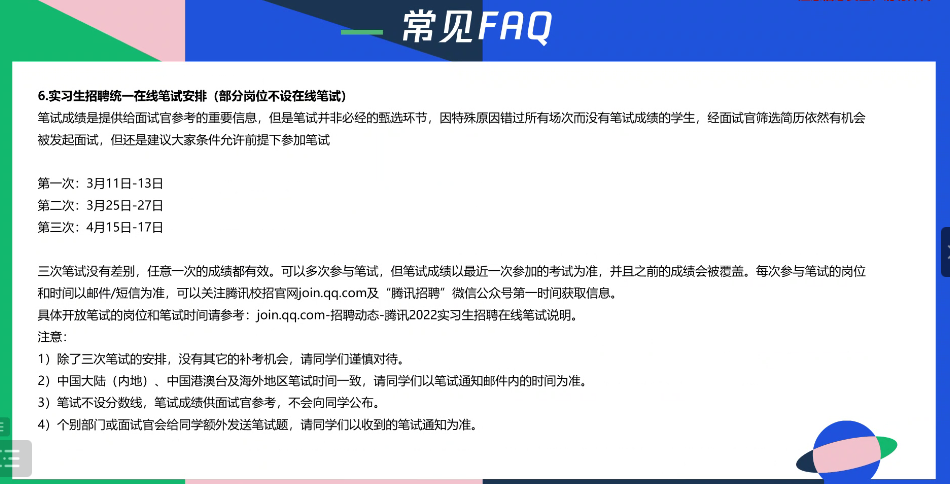 常见FAQ
6.实习生招聘统一在线笔试安排（部分岗位不设在线笔试）
笔试成绩是提供给面试官参考的重要信息，但是笔试并非必经的甄选环节，因特殊原因错过所有场次而没有笔试成绩的学生，经面试官筛选简历依然有机会
被发起面试，但还是建议大家条件允许前提下参加笔试
第一次：3月11日-13日
第二次：3月25日-27日
第三次：4月15日-17日
三次笔试没有差别，任意一次的成绩都有效。可以多次参与笔试，但笔试成绩以最近一次参加的考试为准，并且之前的成绩会被覆盖。每次参与笔试的岗位
和时间以邮件/短信为准，可以关注腾讯校招官网join.qq.com及“腾讯招聘”微信公众号第一时间获取信息。
具体开放笔试的岗位和笔试时间请参考：join.qq.com-招聘动态-腾讯2022实习生招聘在线笔试说明。
注意：
1）除了三次笔试的安排，没有其它的补考机会，请同学们谨慎对待。
2）中国大陆（内地）、中国港澳台及海外地区笔试时间一致，请同学们以笔试通知邮件内的时间为准。
3）笔试不设分数线，笔试成绩供面试官参考，不会向同学公布。
4）个别部门或面试官会给同学额外发送笔试题，请同学们以收到的笔试通知为准。